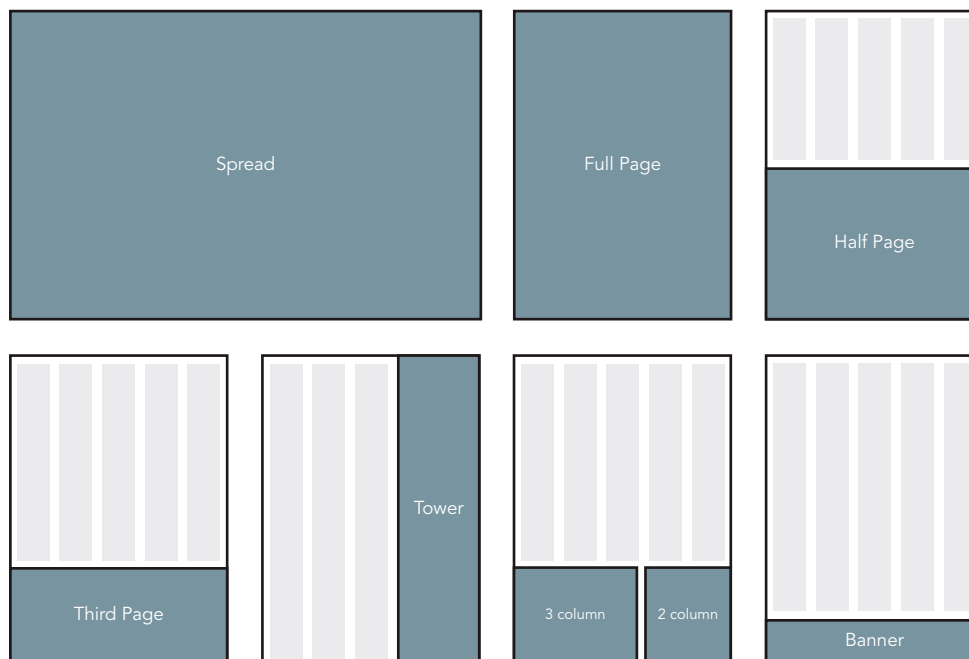 Spread
Full Page
Half Page
Third Page
Tower
3 column
2 column
Banner